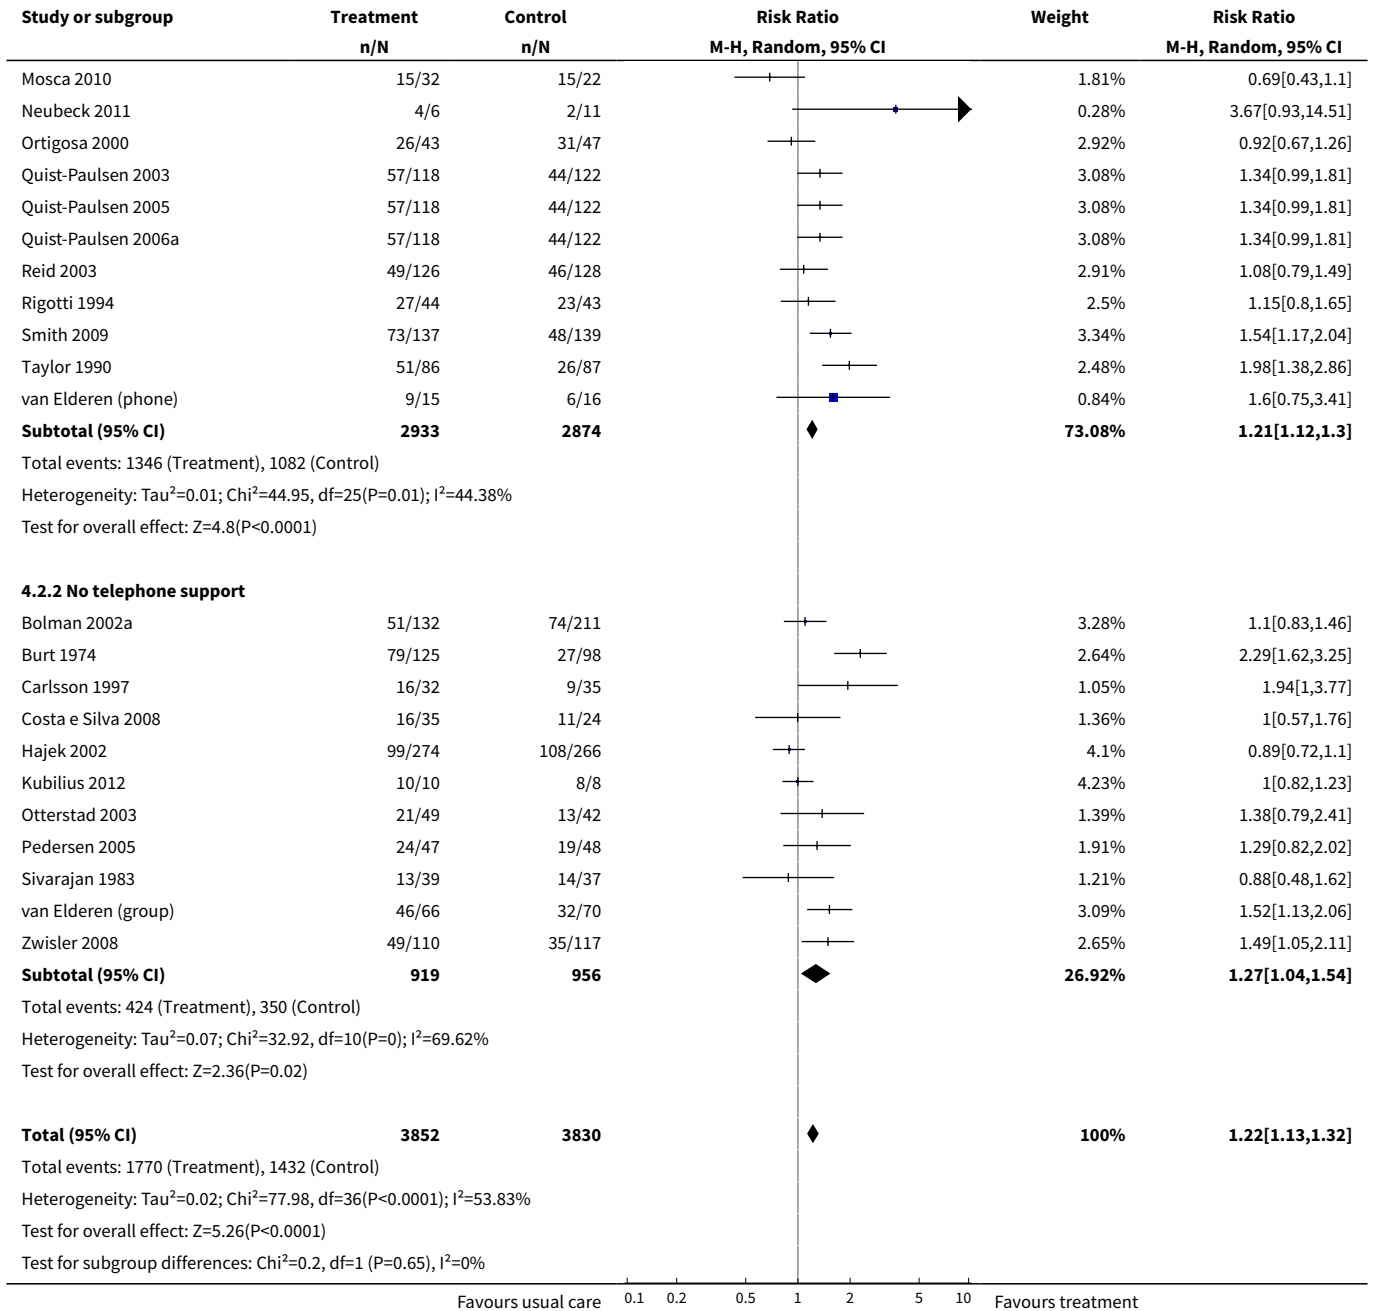 Study or subgroup Treatment Control Risk Ratio Weight Risk Ratio
n/N n/N M-H, Random, 95% CI M-H, Random, 95% CI
Mosca 2010 15/32 15/22 1.81% 0.69[0.43,1.1]
Neubeck 2011 4/6 2/11 0.28% 3.67[0.93,14.51]
Ortigosa 2000 26/43 31/47 2.92% 0.92[0.67,1.26]
Quist-Paulsen 2003 57/118 44/122 3.08% 1.34[0.99,1.81]
Quist-Paulsen 2005 57/118 44/122 3.08% 1.34[0.99,1.81]
Quist-Paulsen 2006a 57/118 44/122 3.08% 1.34[0.99,1.81]
Reid 2003 49/126 46/128 2.91% 1.08[0.79,1.49]
Rigotti 1994 27/44 23/43 2.5% 1.15[0.8,1.65]
Smith 2009 73/137 48/139 3.34% 1.54[1.17,2.04]
Taylor 1990 51/86 26/87 2.48% 1.98[1.38,2.86]
van Elderen (phone) 9/15 6/16 0.84% 1.6[0.75,3.41]
Subtotal (95% CI) 2933 2874 73.08% 1.21[1.12,1.3]
Total events: 1346 (Treatment), 1082 (Control)
Heterogeneity: Tau²=0.01; Chi²=44.95, df=25(P=0.01); I²=44.38%
Test for overall effect: Z=4.8(P<0.0001)
4.2.2 No telephone support
Bolman 2002a 51/132 74/211 3.28% 1.1[0.83,1.46]
Burt 1974 79/125 27/98 2.64% 2.29[1.62,3.25]
Carlsson 1997 16/32 9/35 1.05% 1.94[1,3.77]
Costa e Silva 2008 16/35 11/24 1.36% 1[0.57,1.76]
Hajek 2002 99/274 108/266 4.1% 0.89[0.72,1.1]
Kubilius 2012 10/10 8/8 4.23% 1[0.82,1.23]
Otterstad 2003 21/49 13/42 1.39% 1.38[0.79,2.41]
Pedersen 2005 24/47 19/48 1.91% 1.29[0.82,2.02]
Sivarajan 1983 13/39 14/37 1.21% 0.88[0.48,1.62]
van Elderen (group) 46/66 32/70 3.09% 1.52[1.13,2.06]
Zwisler 2008 49/110 35/117 2.65% 1.49[1.05,2.11]
Subtotal (95% CI) 919 956 26.92% 1.27[1.04,1.54]
Total events: 424 (Treatment), 350 (Control)
Heterogeneity: Tau²=0.07; Chi²=32.92, df=10(P=0); I²=69.62%
Test for overall effect: Z=2.36(P=0.02)
Total (95% CI) 3852 3830 100% 1.22[1.13,1.32]
Total events: 1770 (Treatment), 1432 (Control)
Heterogeneity: Tau²=0.02; Chi²=77.98, df=36(P<0.0001); I²=53.83%
Test for overall effect: Z=5.26(P<0.0001)
Test for subgroup differences: Chi²=0.2, df=1 (P=0.65), I²=0%
Favours usual care 0.1 0.2 0.5 1 2 5 10 Favours treatment